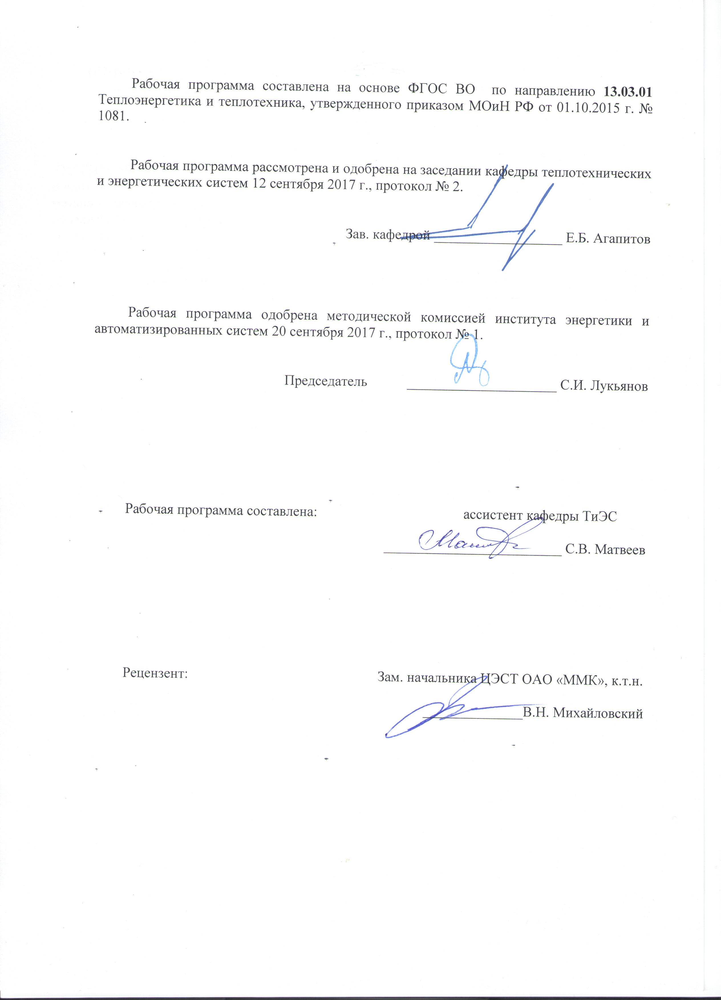 Рабочая программа составлена на основе ФГОС ВО по направлению 13.03.01
Теплоэнергетика и теплотехника, утвержденного приказом МОиН РФ от 01.10.2015 г. №
1081.
Рабочая программа рассмотрена и одобрена на заседании кафедры теплотехнических
и энергетических систем 12 сентября 2017 г., протокол № 2.
Зав. кафедрой ____________________ Е.Б. Агапитов
Рабочая программа одобрена методической комиссией института энергетики и
автоматизированных систем 20 сентября 2017 г., протокол № 1.
Председатель ____________________ С.И. Лукьянов
Рабочая программа составлена: ассистент кафедры ТиЭС
____________________ С.В. Матвеев
Рецензент: Зам. начальника ЦЭСТ ОАО «ММК», к.т.н.
____________________В.Н. Михайловский